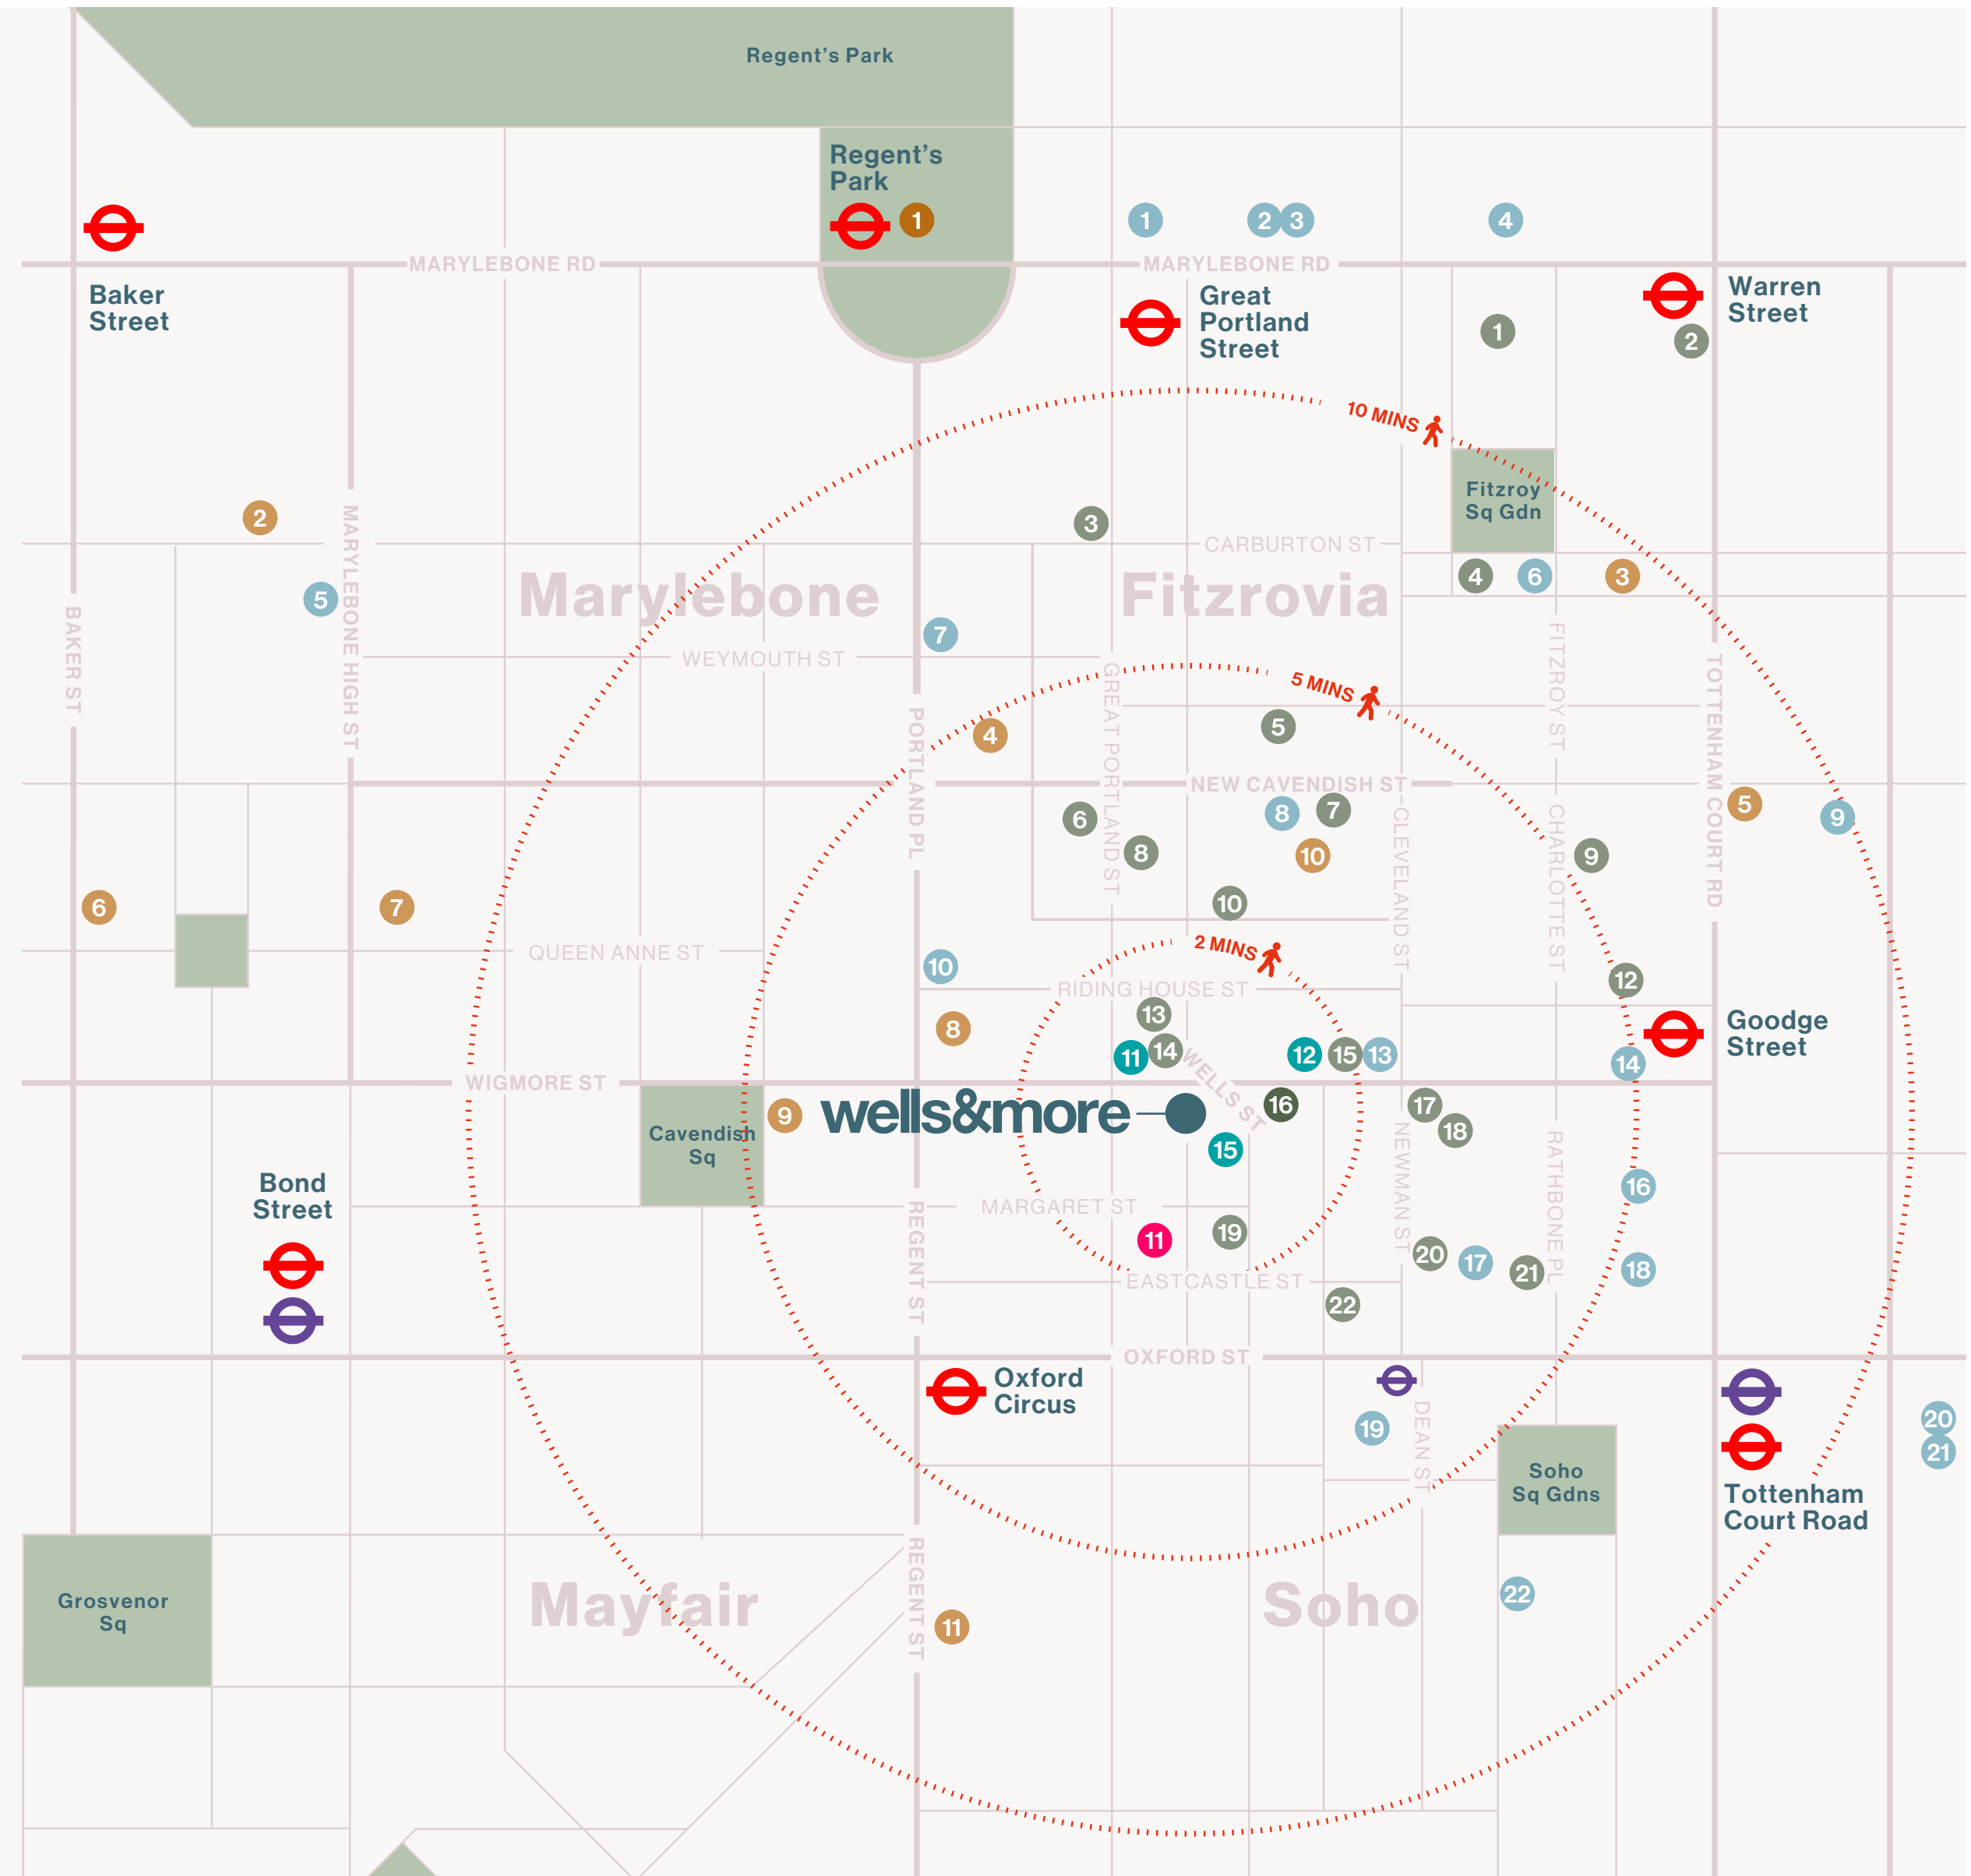 Regent's Park
Regent's
Park
1
1
2
3
4
MARYLEBONE RD
MARYLEBONE RD
Baker
Street
Great
Portland
Street
Warren
Street
1
2
10 MINS
Fitzroy
Sq Gdn
2
MARYLEBONE HIGH ST
3
CARBURTON ST
4
6
3
5
Marylebone
Fitzrovia
BAKER ST
7
WEYMOUTH ST
GREAT PORTLAND ST
5 MINS
FITZROY ST
TOTTENHAM COURT RD
PORTLAND PL
4
5
NEW CAVENDISH ST
6
8
7
CLEVELAND ST
CHARLOTTE ST
5
9
8
10
9
6
7
10
QUEEN ANNE ST
2 MINS
10
RIDING HOUSE ST
12
8
13
11
14
WELLS ST
12
15
13
Goodge
Street
14
WIGMORE ST
9
wells&more
16
17
18
Cavendish
Sq
15
NEWMAN ST
RATHBONE PL
Bond
Street
16
REGENT ST
MARGARET ST
11
19
20
17
21
18
EASTCASTLE ST
22
OXFORD ST
Oxford
Circus
19
DEAN ST
20
21
Soho
Sq Gdns
Tottenham
Court Road
REGENT ST
Grosvenor
Sq
Mayfair
Soho
22
11